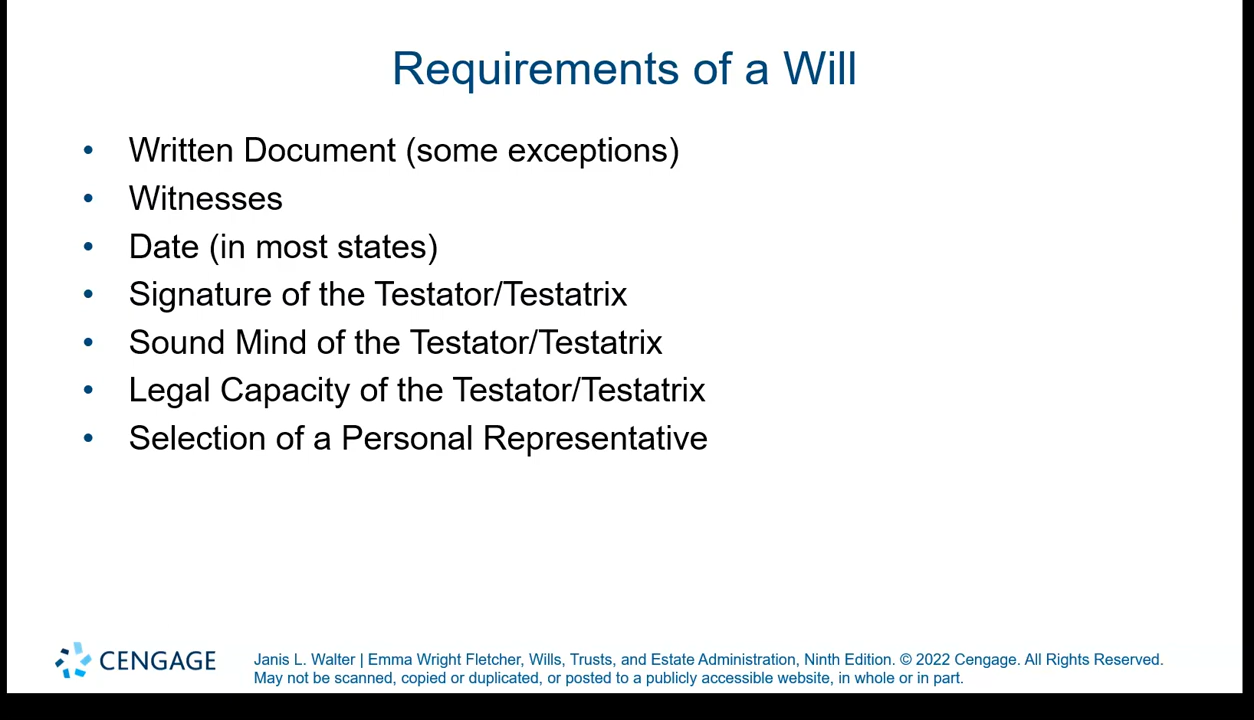 Requirements of a Will
• Written Document (some exceptions)
• Witnesses
• Date (in most states)
• Signature of the Testator/Testatrix
• Sound Mind of the Testator/Testatrix
• Legal Capacity of the Testator/Testatrix
• Selection of a Personal Representative
CENGAGE
Janis L. Walter | Emma Wright Fletcher, Wills, Trusts, and Estate Administration, Ninth Edition. © 2022 Cengage. All Rights Reserved.
May not be scanned, copied or duplicated, or posted to a publicly accessible website, in whole or in part.